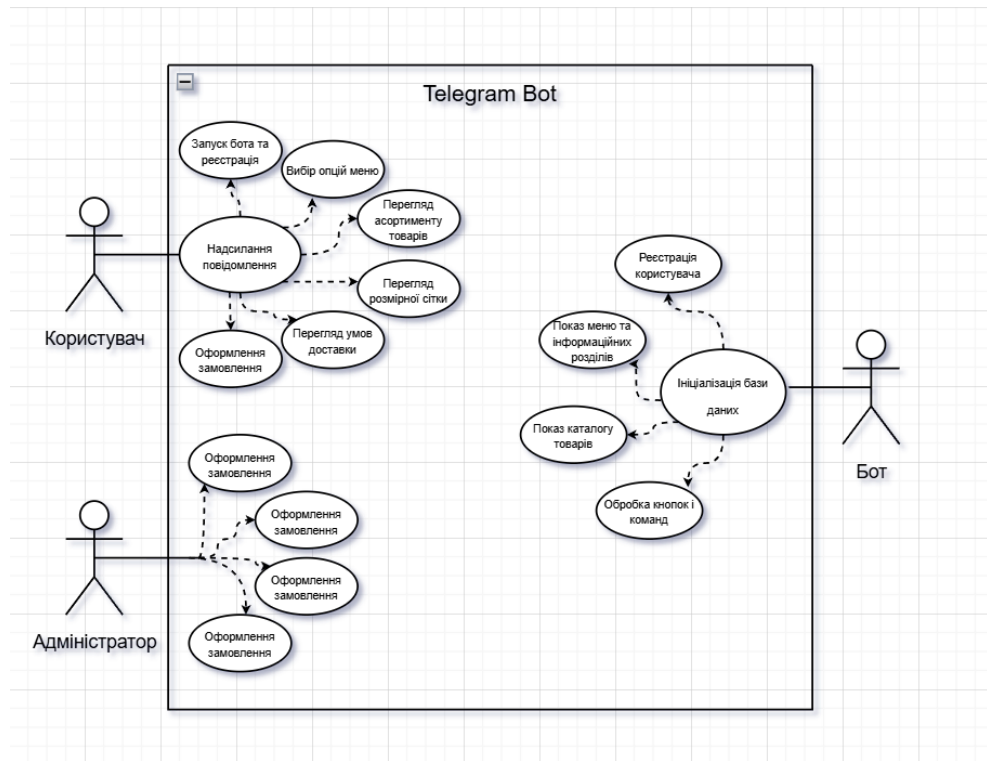 Telegram Bot
Запуск бота та
реєстрація
Вибір опцій меню
Перегляд
асортименту
товарів
Надсилання
повідомлення
Перегляд
розмірної сітки
Перегляд умов
доставки
Оформлення
замовлення
Користувач
Реєстрація
користувача
Показ меню та
інформаційних
розділів
Ініціалізація бази
даних
Показ каталогу
товарів
Обробка кнопок і
команд
Бот
Оформлення
замовлення
Оформлення
замовлення
Оформлення
замовлення
Оформлення
замовлення
Адміністратор